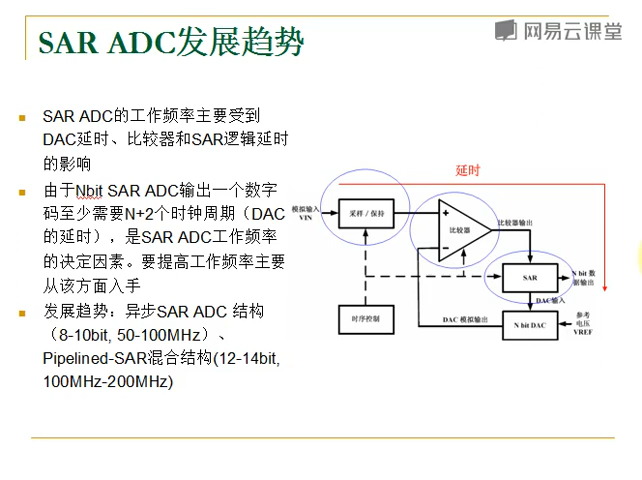 网易云课堂
SAR ADC发展趋势
SAR ADC的工作频率主要受到
DAC延时、比较器和SAR逻辑延时
的影响
由于Nbit SAR ADC输出一个数字
码至少需要N+2个时钟周期（DAC
的延时），是SAR ADC工作频率
的决定因素。要提高工作频率主要
从该方面入手
发展趋势：异步SAR ADC 结构
（8-10bit, 50-100MHz）、
Pipelined-SAR混合结构(12-14bit,
100MHz-200MHz)
延时
模拟输入
VIN
采样／保持
+
−
比较器
比较器输出
SAR
N bit 数
据输出
DAC输入
时序控制
DAC 模拟输出
N bit DAC
参考
电压
VREF